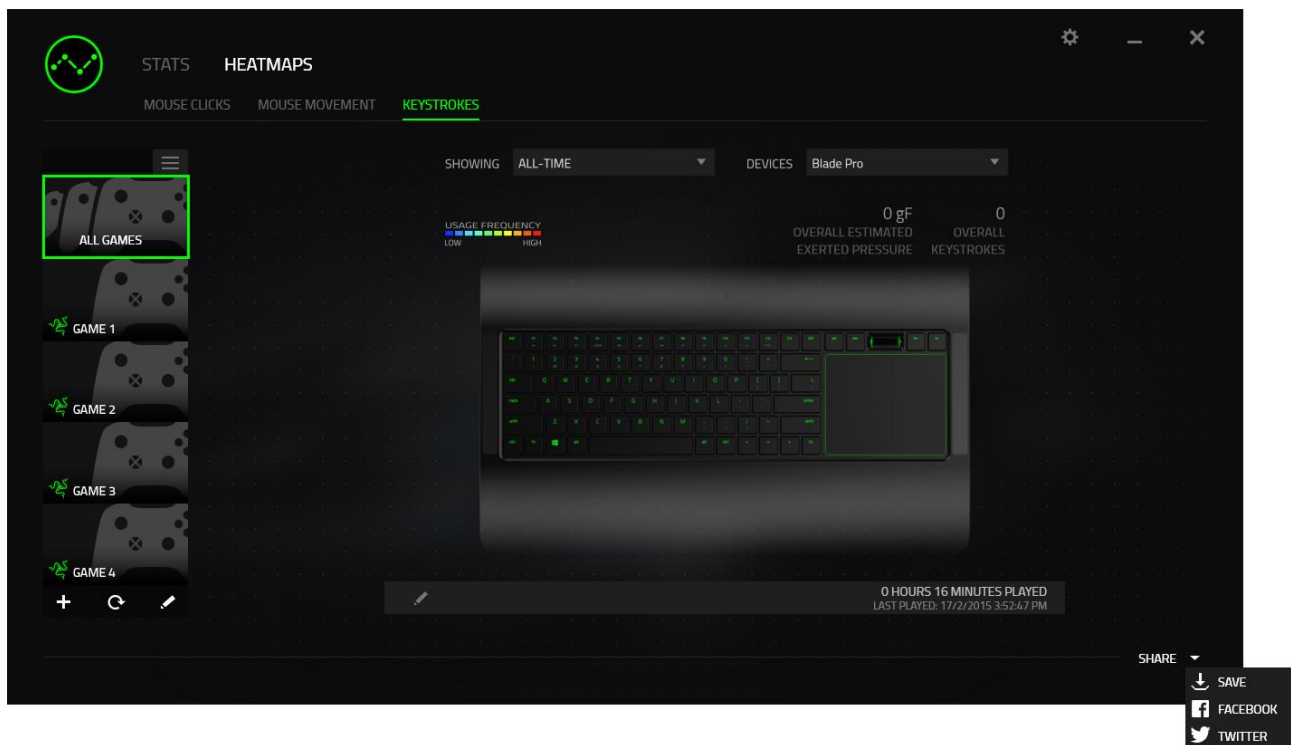 STATS HEATMAPS
MOUSE CLICKS MOUSE MOVEMENT KEYSTROKES
SHOWING ALL-TIME DEVICES Blade Pro
USAGE FREQUENCY
LOW HIGH
0 gF
OVERALL ESTIMATED
EXERTED PRESSURE
0
OVERALL
KEYSTROKES
ALL GAMES
GAME 1
GAME 2
GAME 3
GAME 4
Q W E R T Y U I O P [ ] \
A S D F G H J K L
Z X C V B N M
0 HOURS 16 MINUTES PLAYED
LAST PLAYED: 17/2/2015 3:52:47 PM
SHARE
SAVE
FACEBOOK
TWITTER